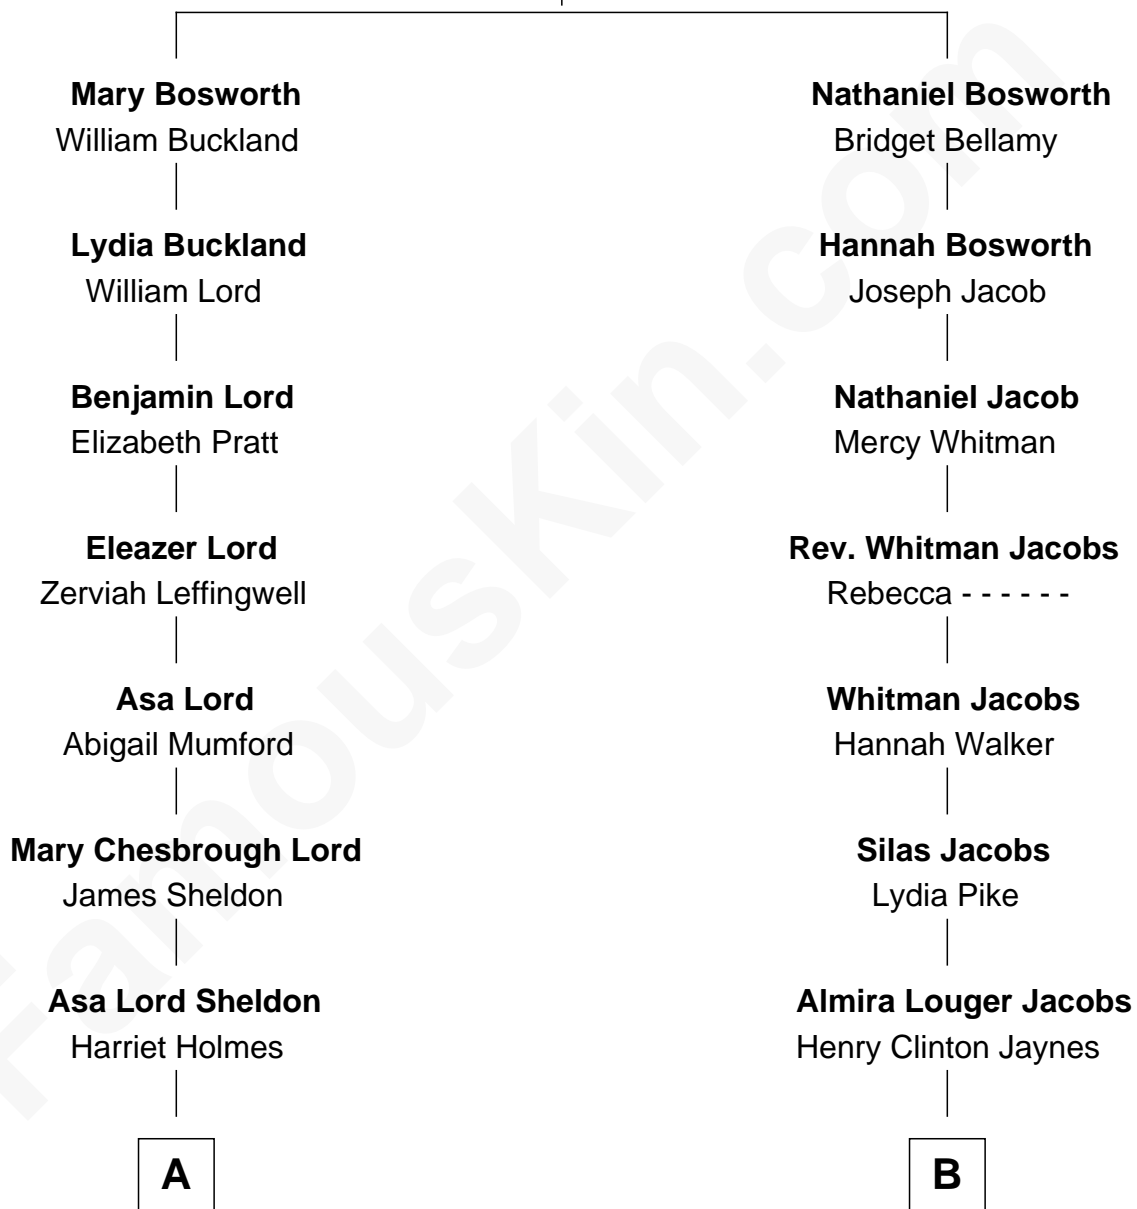 Mary Bosworth
William Buckland
Lydia Buckland
William Lord
Benjamin Lord
Elizabeth Pratt
Eleazer Lord
Zerviah Leffingwell
Asa Lord
Abigail Mumford
Mary Chesbrough Lord
James Sheldon
Asa Lord Sheldon
Harriet Holmes
A
Nathaniel Bosworth
Bridget Bellamy
Hannah Bosworth
Joseph Jacob
Nathaniel Jacob
Mercy Whitman
Rev. Whitman Jacobs
Rebecca - - - - - -
Whitman Jacobs
Hannah Walker
Silas Jacobs
Lydia Pike
Almira Louger Jacobs
Henry Clinton Jaynes
B
FamousKin.com